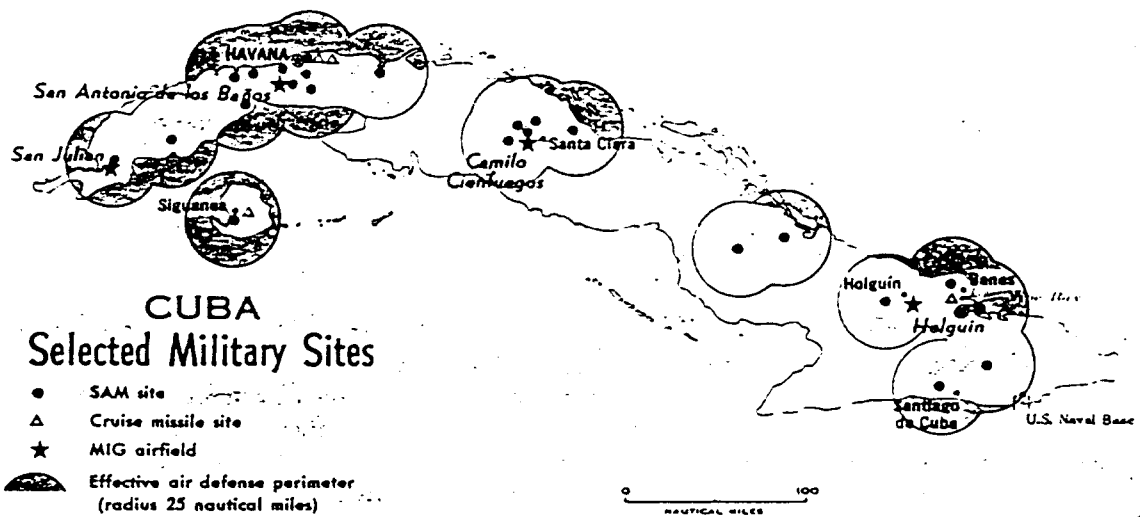 HAVANA
San Antonio de los Baños
San Julian
Siguanea
Santa Clara
Camilo
Cienfuegos
Holguin
Banes
Holguin
Santiago
de Cuba
U.S. Naval Base
CUBA
Selected Military Sites
SAM site
Cruise missile site
MIG airfield
Effective air defense perimeter
(radius 25 nautical miles)
0 100
NAUTICAL MILES